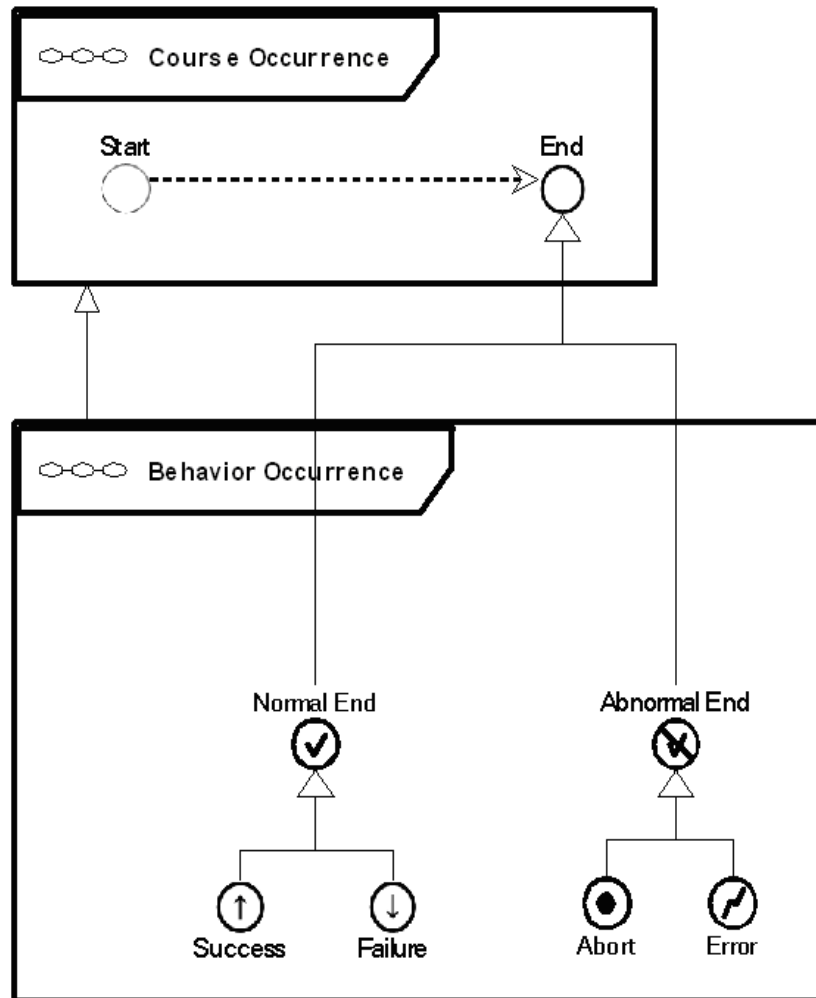 Course Occurrence
Start
End
Behavior Occurrence
Normal End
Abnormal End
Success
Failure
Abort
Error